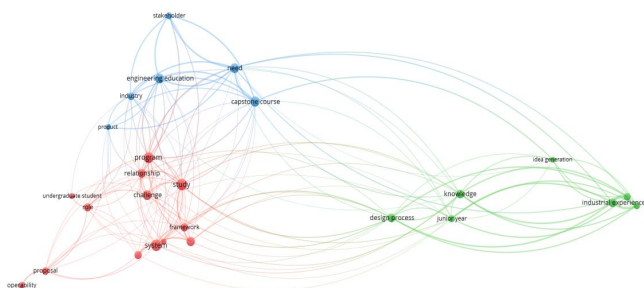 stakeholder
need
engineering education
industry
capstone course
product
program
relationship
study
undergraduate student
challenge
role
framework
system
proposal
operability
idea generation
knowledge
industrial experience
design process
junior year